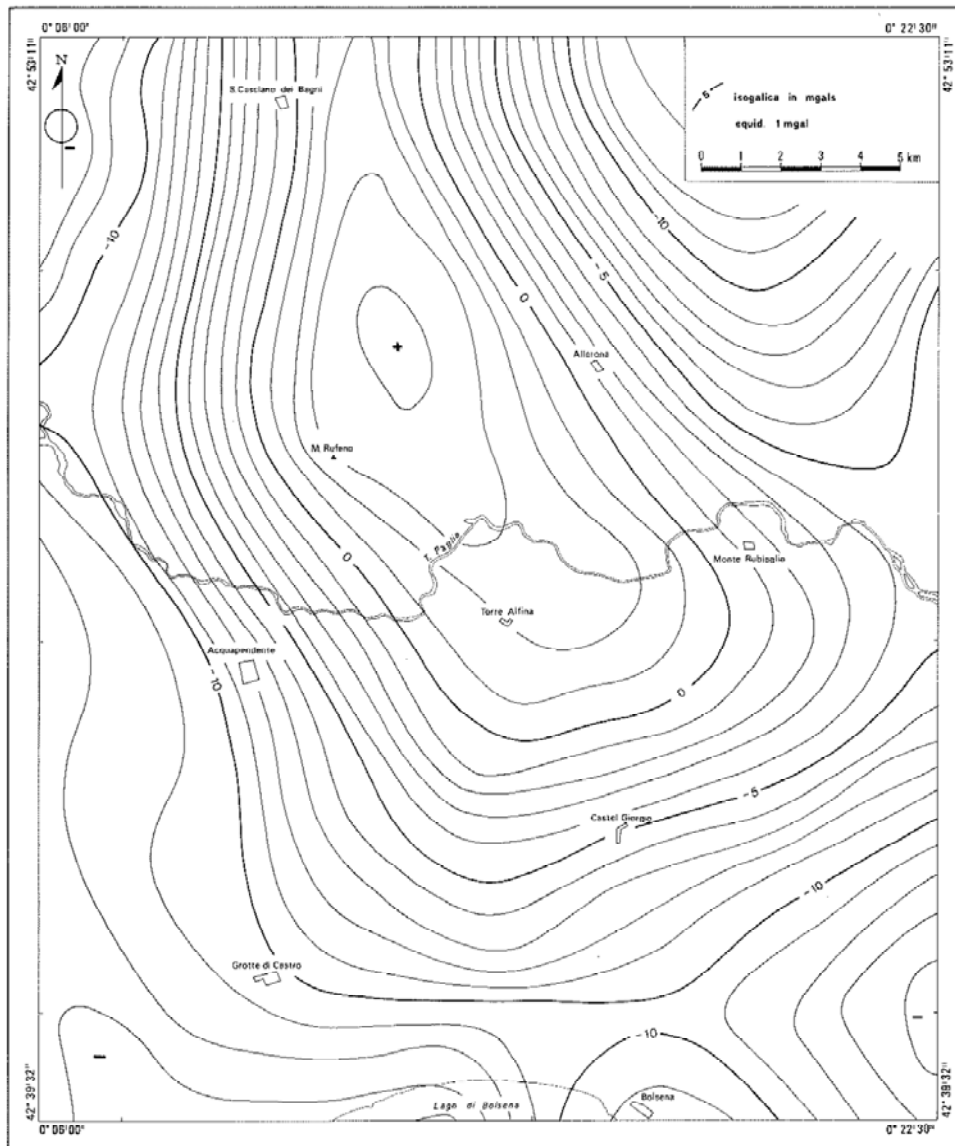 0° 06' 00"
0° 22' 30"
42° 53' 11"
42° 53' 11"
N
S. Casciano dei Bagni
-5
isogalica in mgals
equid. 1 mgal
0 1 2 3 4 5 km
-10
-10
-5
0
+
Allerona
M. Rufeno
T. Paglia
0
Monte Rubiaglio
Torre Alfina
Acquapendente
-10
0
-5
Castel Giorgio
-10
Grotte di Castro
-10
Lago di Bolsena
Bolsena
42° 39' 32"
42° 39' 32"
0° 06' 00"
0° 22' 30"